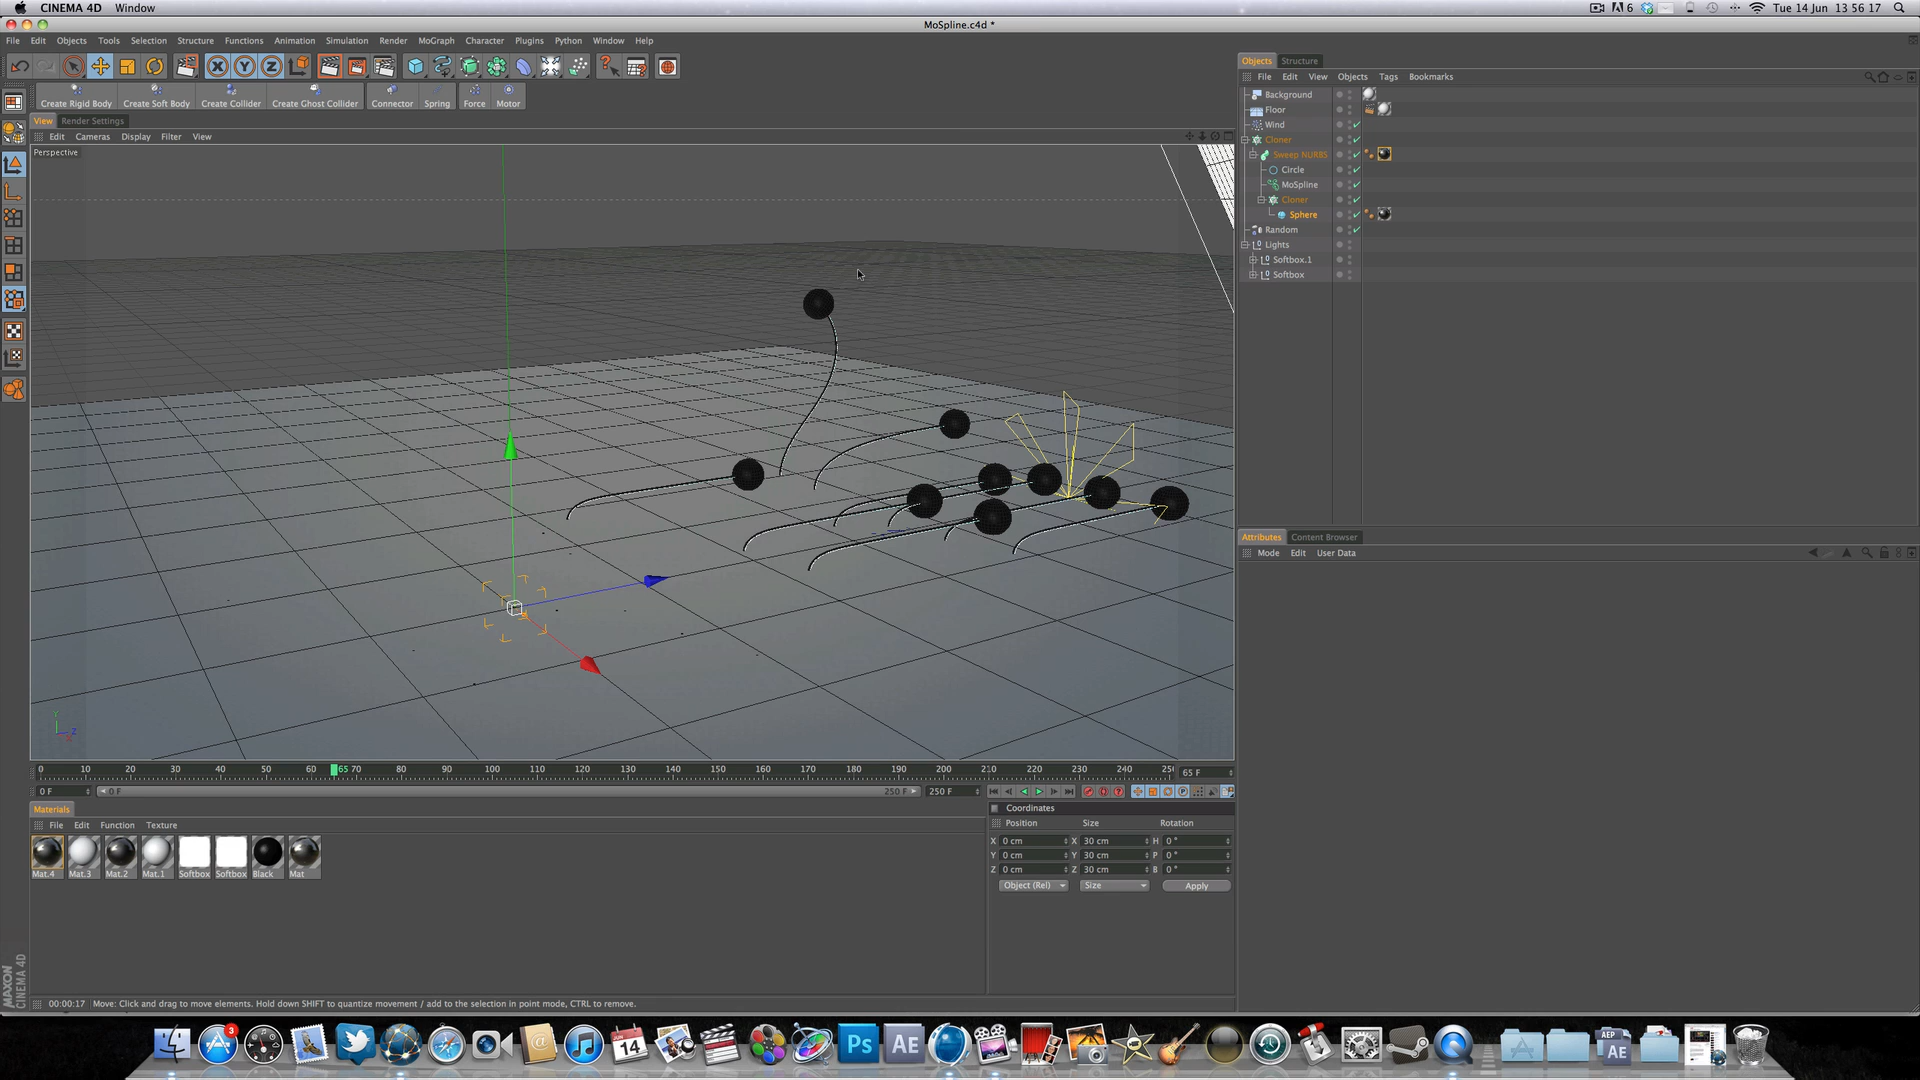 CINEMA 4D Window
6 Tue 14 Jun 13 56 17
MoSpline.c4d *
File Edit Objects Tools Selection Structure Functions Animation Simulation Render MoGraph Character Plugins Python Window Help
X Y Z
Create Rigid Body Create Soft Body Create Collider Create Ghost Collider Connector Spring Force Motor
View Render Settings
Edit Cameras Display Filter View
Perspective
Y
Z
0 10 20 30 40 50 60 65 70 80 90 100 110 120 130 140 150 160 170 180 190 200 210 220 230 240 65 F
0 F 0 F 250 F 250 F
Materials
File Edit Function Texture
Mat.4 Mat.3 Mat.2 Mat.1 Softbox Softbox Black Mat
Coordinates
Position Size Rotation
X 0 cm X 30 cm H 0 °
Y 0 cm Y 30 cm P 0 °
Z 0 cm Z 30 cm B 0 °
Object (Rel) Size Apply
MAXON
CINEMA 4D
00:00:17 Move: Click and drag to move elements. Hold down SHIFT to quantize movement / add to the selection in point mode, CTRL to remove.
Objects Structure
File Edit View Objects Tags Bookmarks
Background
Floor
Wind
Cloner
Sweep NURBS
Circle
MoSpline
Cloner
Sphere
Random
Lights
Softbox.1
Softbox
Attributes Content Browser
Mode Edit User Data
3
14
Ps
Ae
AEP
Ae